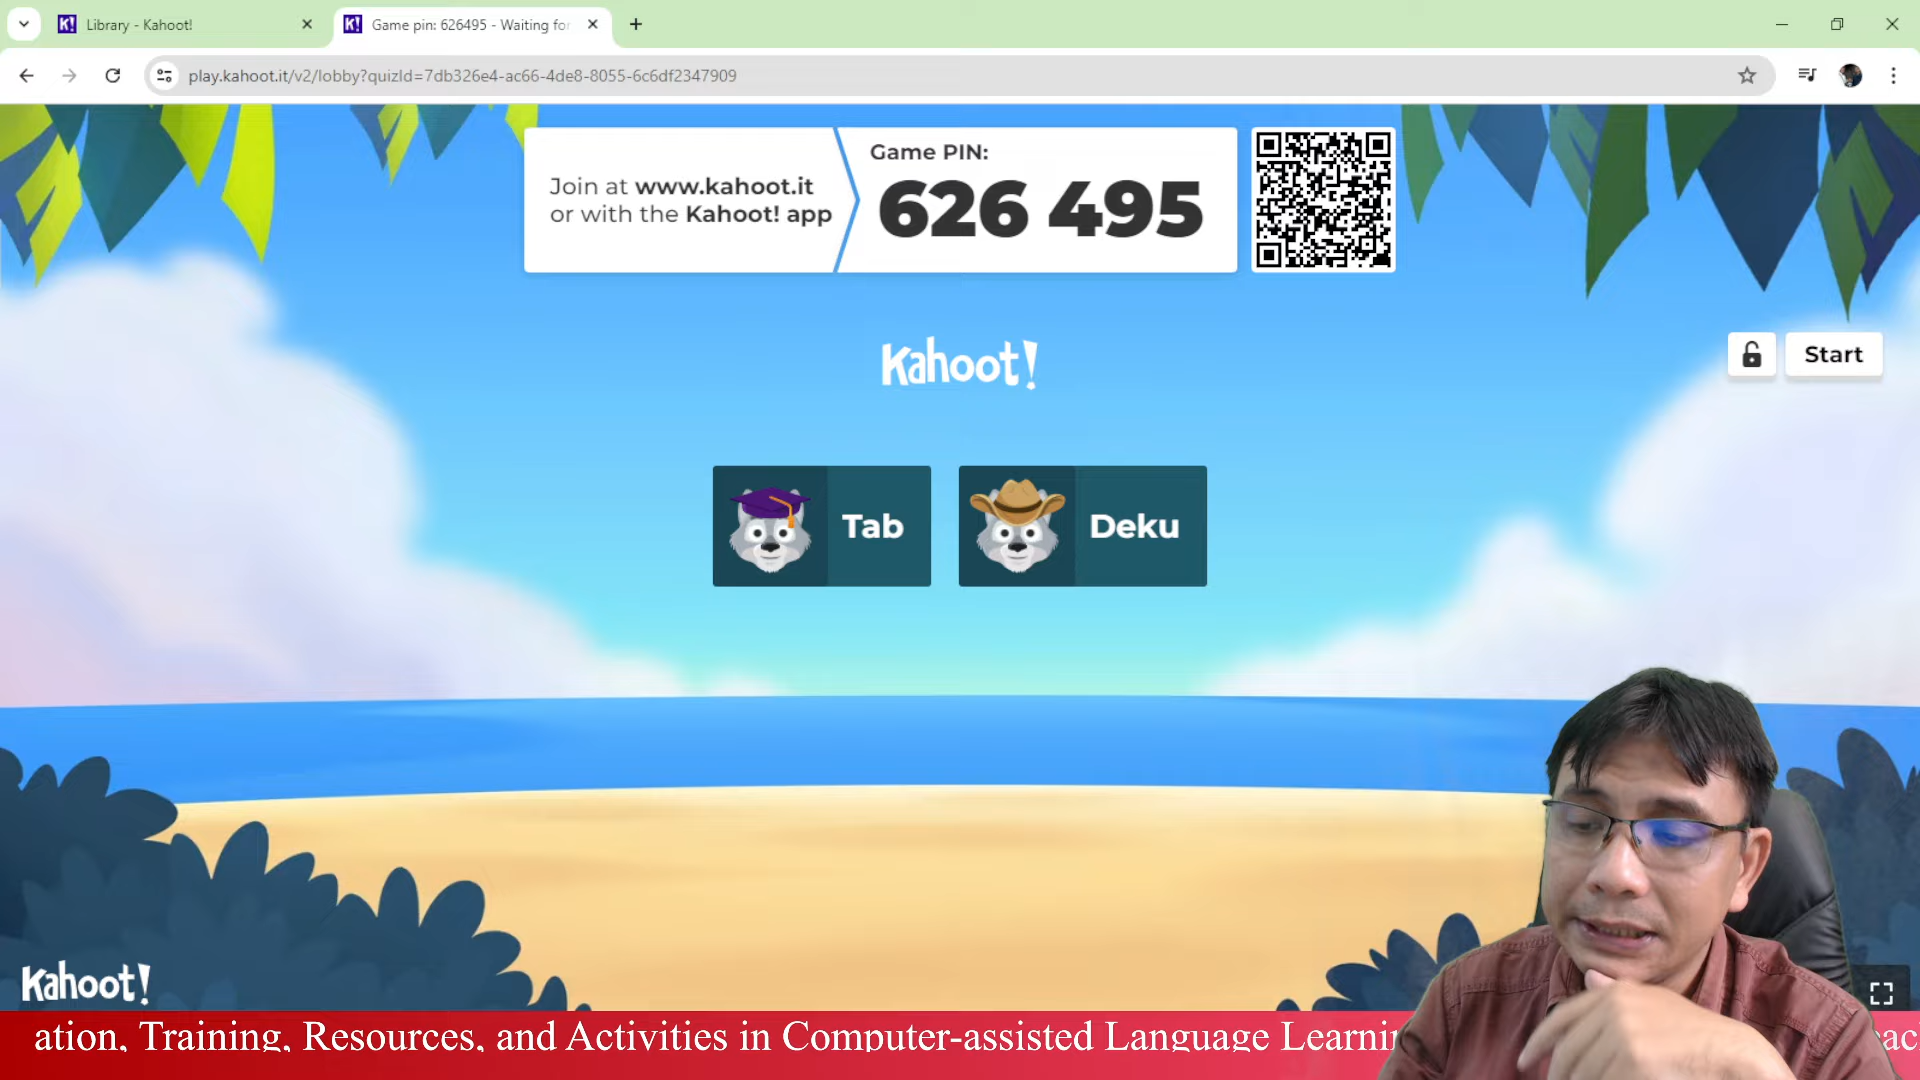 Library - Kahoot!
Game pin: 626495 - Waiting for
play.kahoot.it/v2/lobby?quizId=7db326e4-ac66-4de8-8055-6c6df2347909
Join at www.kahoot.it
or with the Kahoot! app
Game PIN:
626 495
Kahoot!
Start
Tab
Deku
Kahoot!
ation, Training, Resources, and Activities in Computer-assisted Language Learni